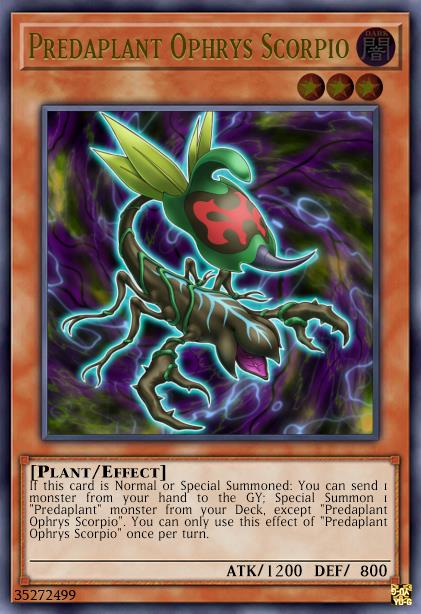 Predaplant Ophrys Scorpio
DARK
闇
[Plant/Effect]
If this card is Normal or Special Summoned: You can send 1
monster from your hand to the GY; Special Summon 1
"Predaplant" monster from your Deck, except "Predaplant
Ophrys Scorpio". You can only use this effect of "Predaplant
Ophrys Scorpio" once per turn.
ATK/1200 DEF/ 800
35272499